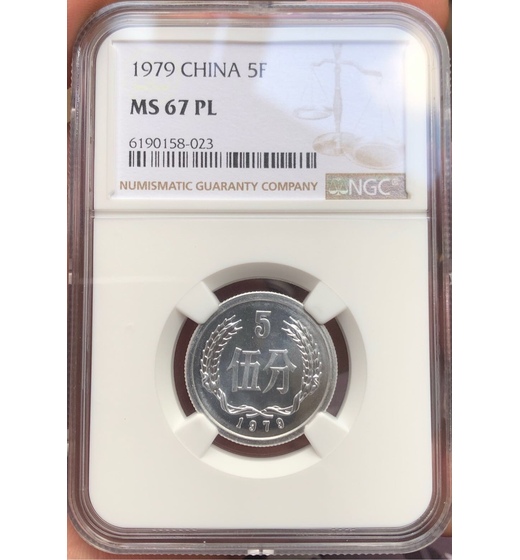 1979 CHINA 5F
MS 67 PL
6190158-023
NUMISMATIC GUARANTY COMPANY
NGC
5
伍分
1979